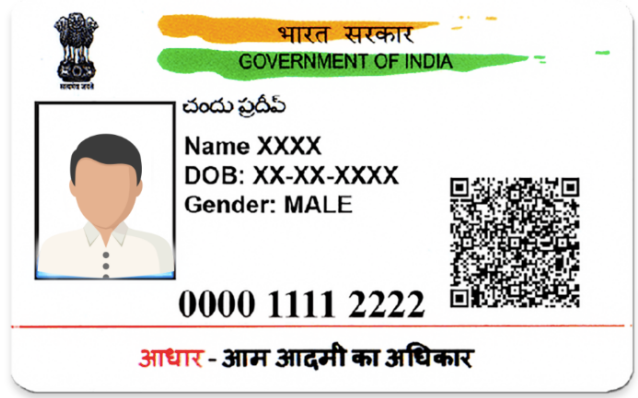 भारत सरकार
GOVERNMENT OF INDIA
सत्यमेव जयते
చందు ప్రదీప్
Name XXXX
DOB: XX-XX-XXXX
Gender: MALE
0000 1111 2222
आधार - आम आदमी का अधिकार